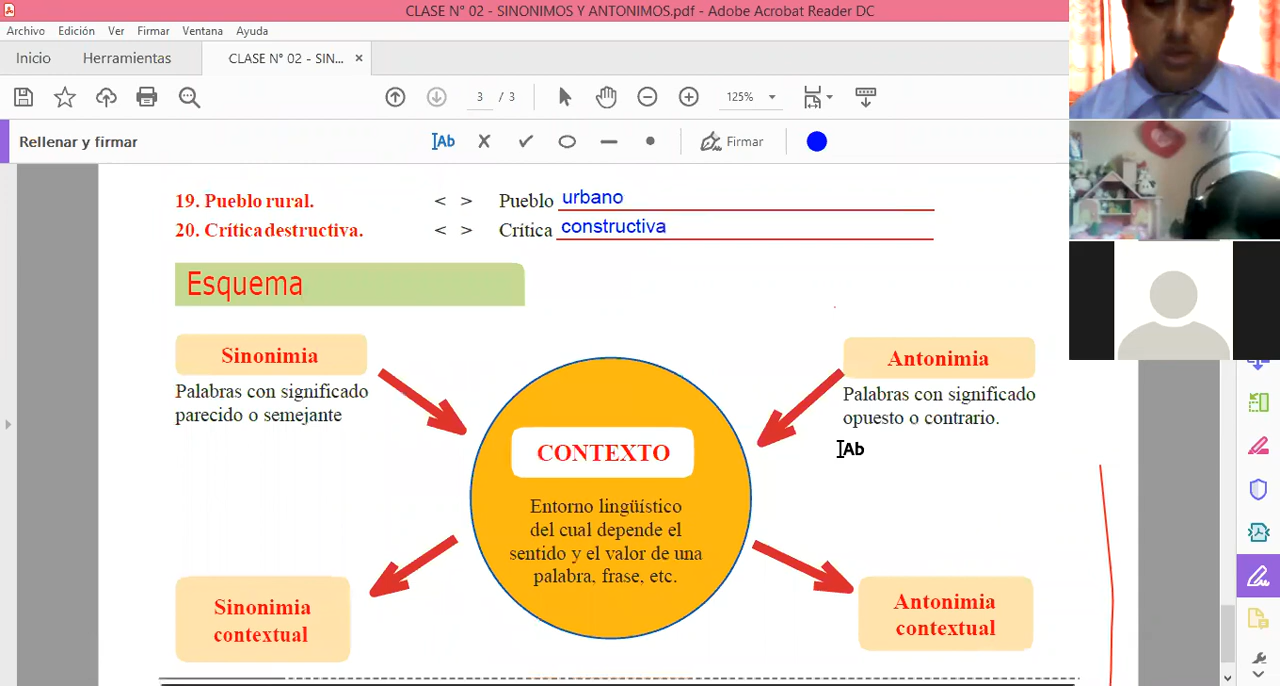 CLASE N° 02 - SINONIMOS Y ANTONIMOS.pdf - Adobe Acrobat Reader DC
Archivo Edición Ver Firmar Ventana Ayuda
Inicio Herramientas CLASE N° 02 - SIN... ×
3 / 3 125%
Rellenar y firmar IAb Firmar
19. Pueblo rural. < > Pueblo urbano
20. Crítica destructiva. < > Crítica constructiva
Esquema
Sinonimia
Palabras con significado
parecido o semejante
Antonimia
Palabras con significado
opuesto o contrario.
IAb
CONTEXTO
Entorno lingüístico
del cual depende el
sentido y el valor de una
palabra, frase, etc.
Sinonimia
contextual
Antonimia
contextual